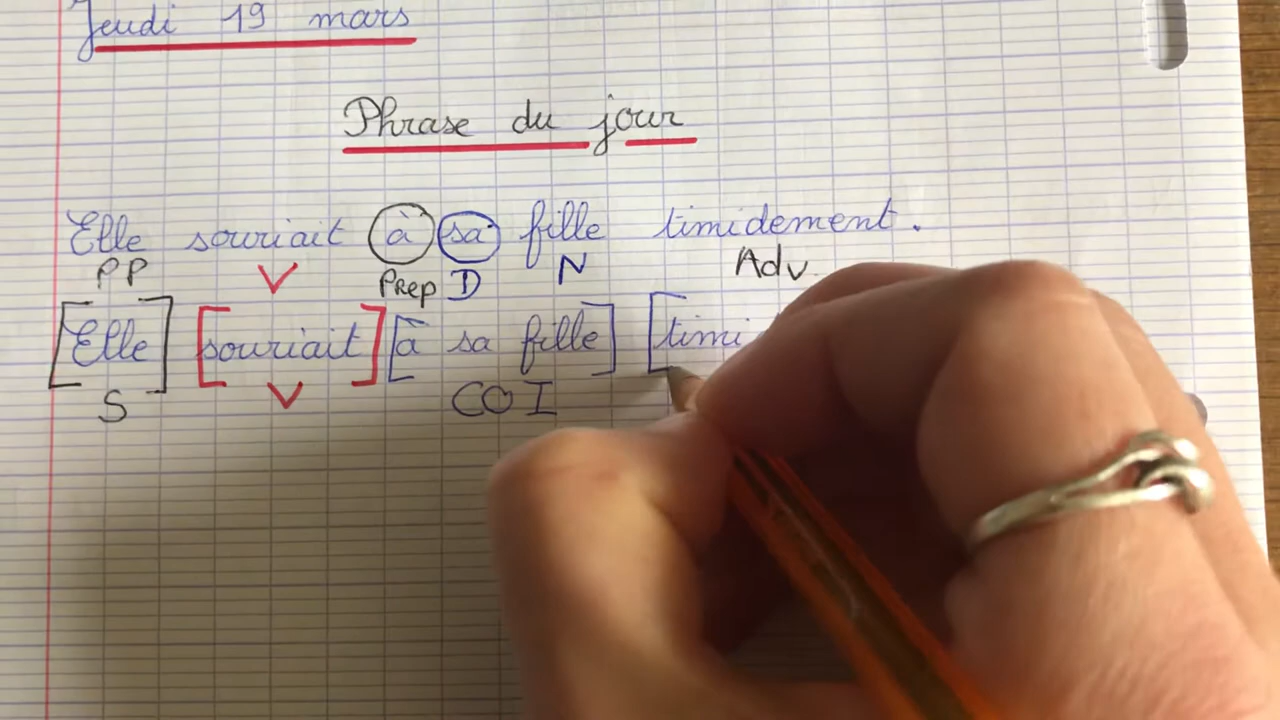 Jeudi 19 mars
Phrase du jour
Elle souriait à sa fille timidement.
PP V Prep D N Adv
[Elle] [souriait] [à sa fille] [timi
S V COI